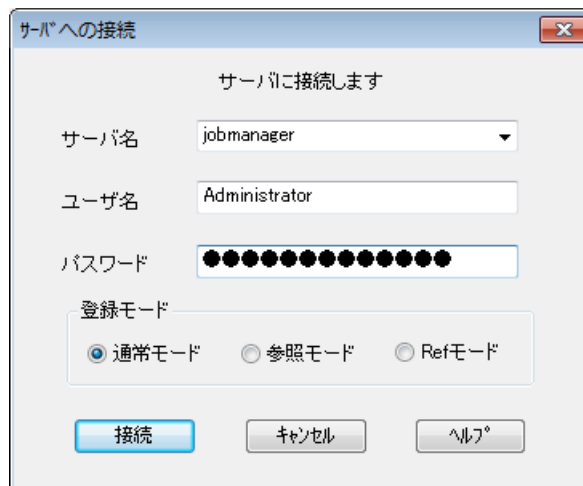 ｻｰﾊﾞへの接続
サーバに接続します
サーバ名
jobmanager
ユーザ名
Administrator
パスワード
●●●●●●●●●●●●●
登録モード
通常モード 参照モード Refモード
接続 ｷｬﾝｾﾙ ﾍﾙﾌﾟ